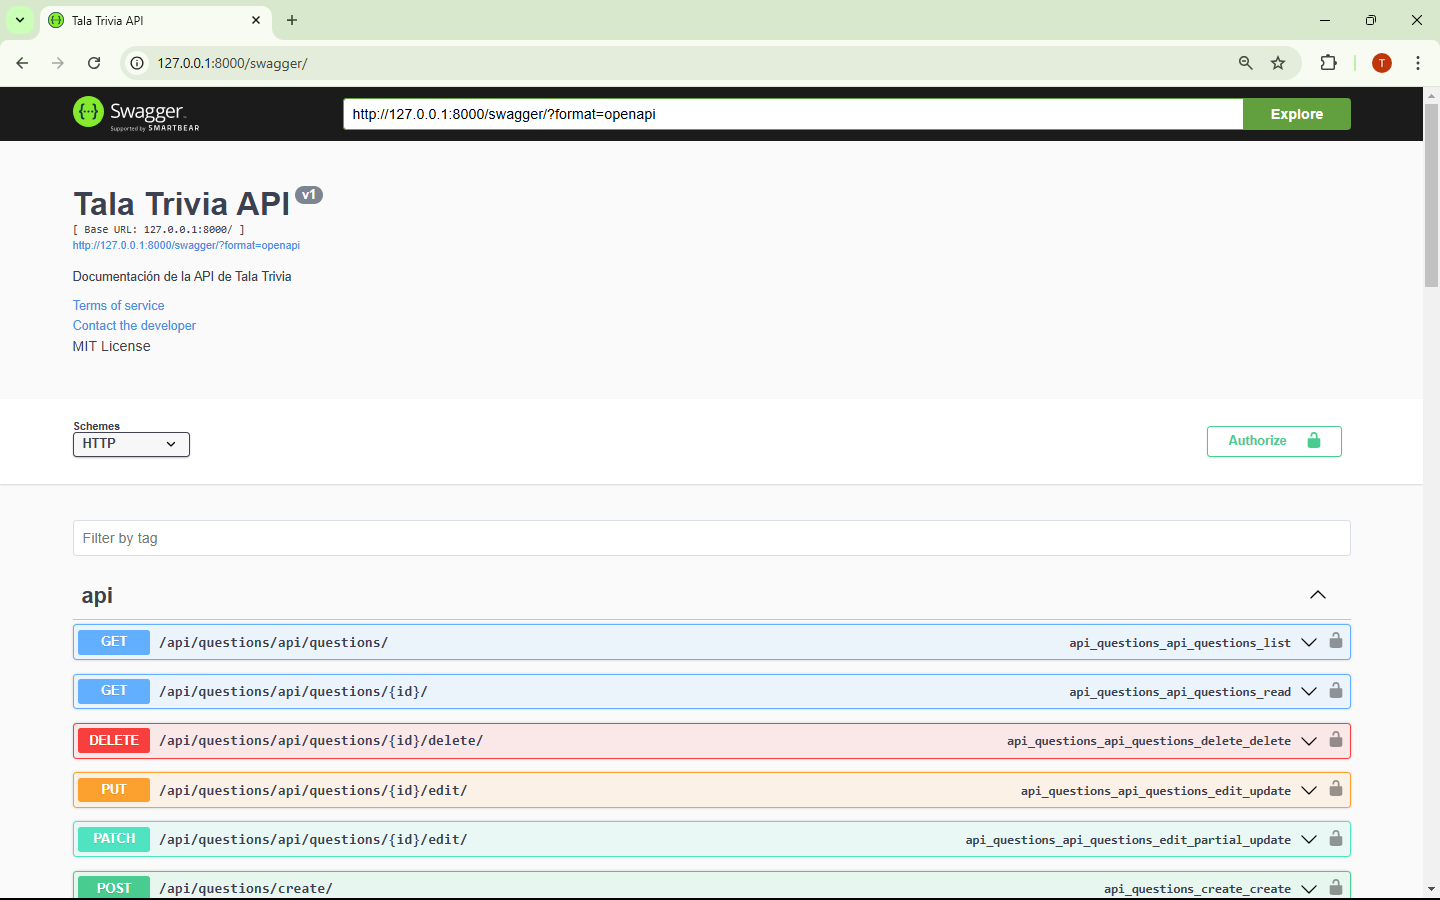 Tala Trivia API
127.0.0.1:8000/swagger/
T
Swagger
Supported by SMARTBEAR
http://127.0.0.1:8000/swagger/?format=openapi
Explore
Tala Trivia API v1
[ Base URL: 127.0.0.1:8000/ ]
http://127.0.0.1:8000/swagger/?format=openapi
Documentación de la API de Tala Trivia
Terms of service
Contact the developer
MIT License
Schemes
HTTP
Authorize
Filter by tag
api
GET /api/questions/api/questions/ api_questions_api_questions_list
GET /api/questions/api/questions/{id}/ api_questions_api_questions_read
DELETE /api/questions/api/questions/{id}/delete/ api_questions_api_questions_delete_delete
PUT /api/questions/api/questions/{id}/edit/ api_questions_api_questions_edit_update
PATCH /api/questions/api/questions/{id}/edit/ api_questions_api_questions_edit_partial_update
POST /api/questions/create/ api_questions_create_create